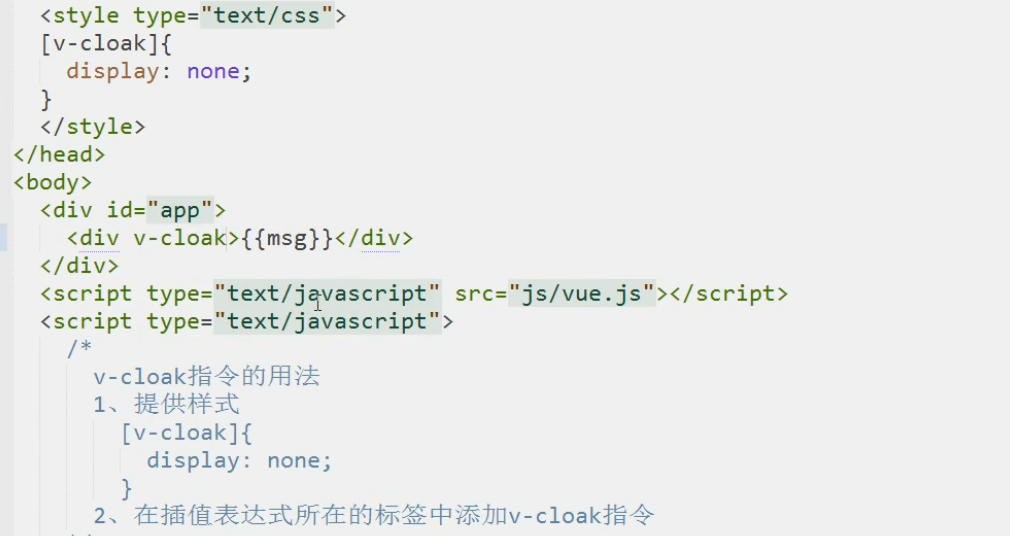 <style type="text/css">
[v-cloak]{
display: none;
}
</style>
</head>
<body>
<div id="app">
<div v-cloak>{{msg}}</div>
</div>
<script type="text/javascript" src="js/vue.js"></script>
<script type="text/javascript">
/*
v-cloak指令的用法
1、提供样式
[v-cloak]{
display: none;
}
2、在插值表达式所在的标签中添加v-cloak指令